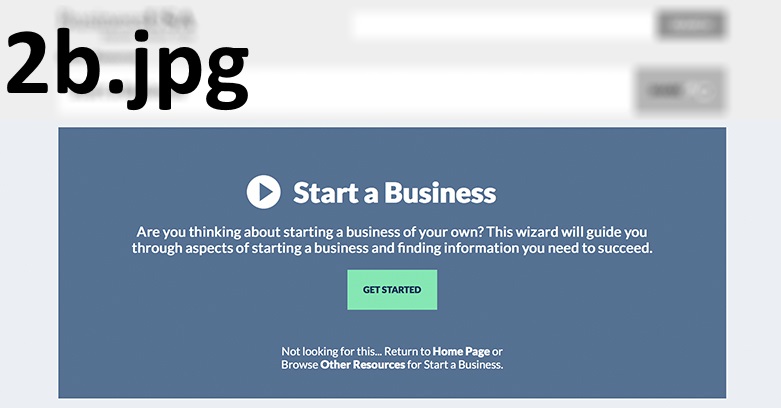 2b.jpg
Start a Business
Are you thinking about starting a business of your own? This wizard will guide you
through aspects of starting a business and finding information you need to succeed.
GET STARTED
Not looking for this... Return to Home Page or
Browse Other Resources for Start a Business.